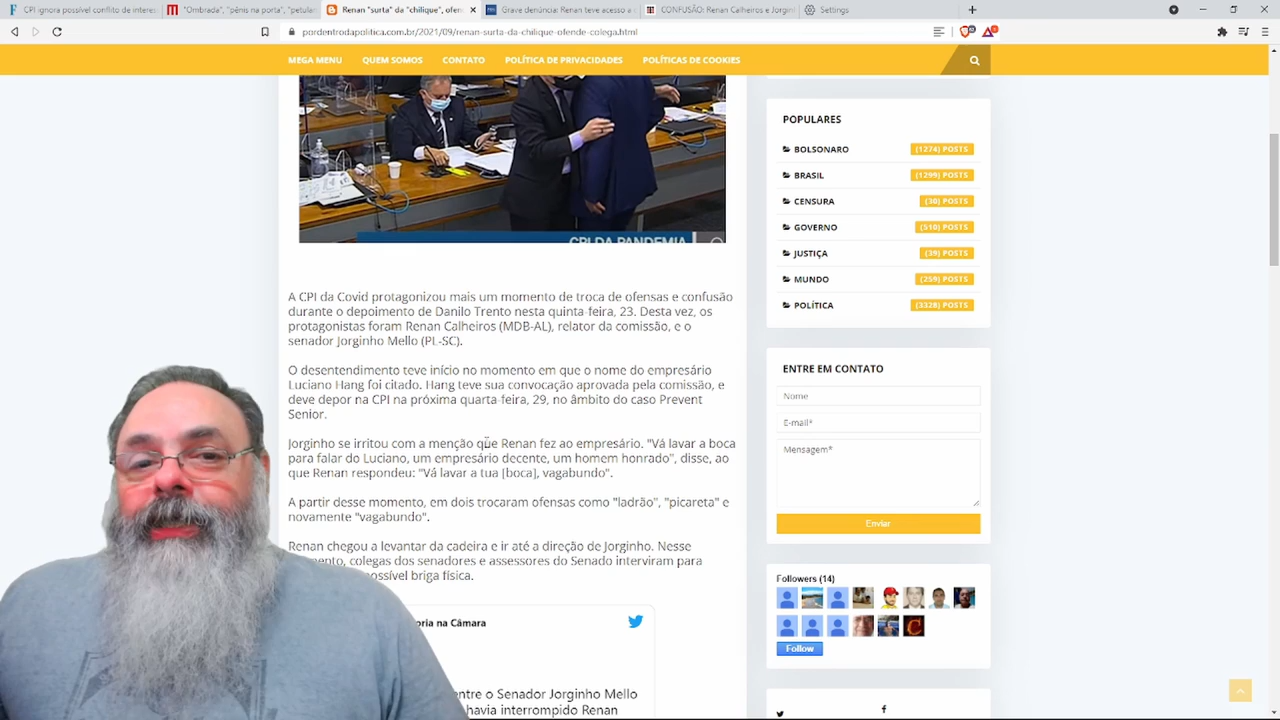 CPI ignora possível conflito de interes
"Ombrada", "pênis na porta", "petulan
Renan "surta" da "chilique", ofend
Grave denúncia: Renan teve acesso a
CONFUSÃO: Renan Calheiros e Jorginh
Settings
pordentrodapolitica.com.br/2021/09/renan-surta-da-chilique-ofende-colega.html
MEGA MENU
QUEM SOMOS
CONTATO
POLÍTICA DE PRIVACIDADES
POLÍTICAS DE COOKIES
CPI DA PANDEMIA
A CPI da Covid protagonizou mais um momento de troca de ofensas e confusão
durante o depoimento de Danilo Trento nesta quinta-feira, 23. Desta vez, os
protagonistas foram Renan Calheiros (MDB-AL), relator da comissão, e o
senador Jorginho Mello (PL-SC).
O desentendimento teve início no momento em que o nome do empresário
Luciano Hang foi citado. Hang teve sua convocação aprovada pela comissão, e
deve depor na CPI na próxima quarta-feira, 29, no âmbito do caso Prevent
Senior.
Jorginho se irritou com a menção que Renan fez ao empresário. "Vá lavar a boca
para falar do Luciano, um empresário decente, um homem honrado", disse, ao
que Renan respondeu: "Vá lavar a tua [boca], vagabundo".
A partir desse momento, em dois trocaram ofensas como "ladrão", "picareta" e
novamente "vagabundo".
Renan chegou a levantar da cadeira e ir até a direção de Jorginho. Nesse
mento, colegas dos senadores e assessores do Senado interviram para
possível briga física.
oria na Câmara
entre o Senador Jorginho Mello
havia interrompido Renan
POPULARES
BOLSONARO (1274) POSTS
BRASIL (1299) POSTS
CENSURA (30) POSTS
GOVERNO (510) POSTS
JUSTIÇA (39) POSTS
MUNDO (259) POSTS
POLÍTICA (3328) POSTS
ENTRE EM CONTATO
Nome
E-mail*
Mensagem*
Enviar
Followers (14)
Follow